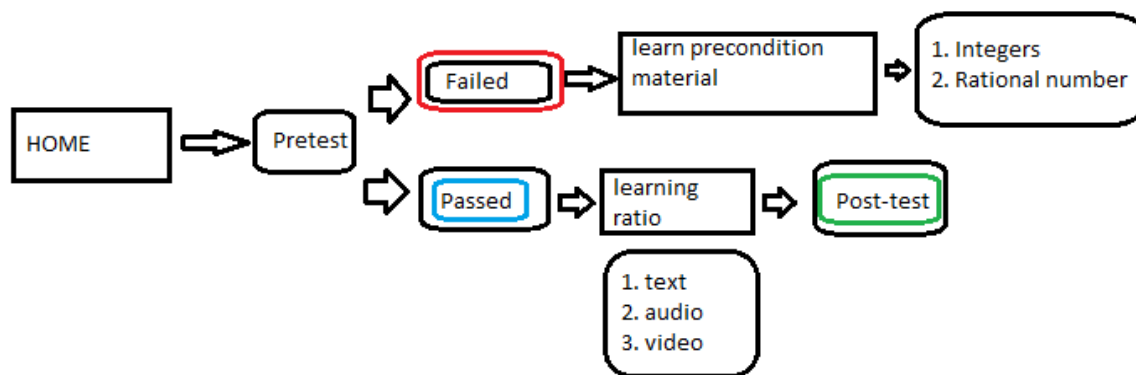 HOME
Pretest
Failed
learn precondition
material
1. Integers
2. Rational number
Passed
learning
ratio
Post-test
1. text
2. audio
3. video